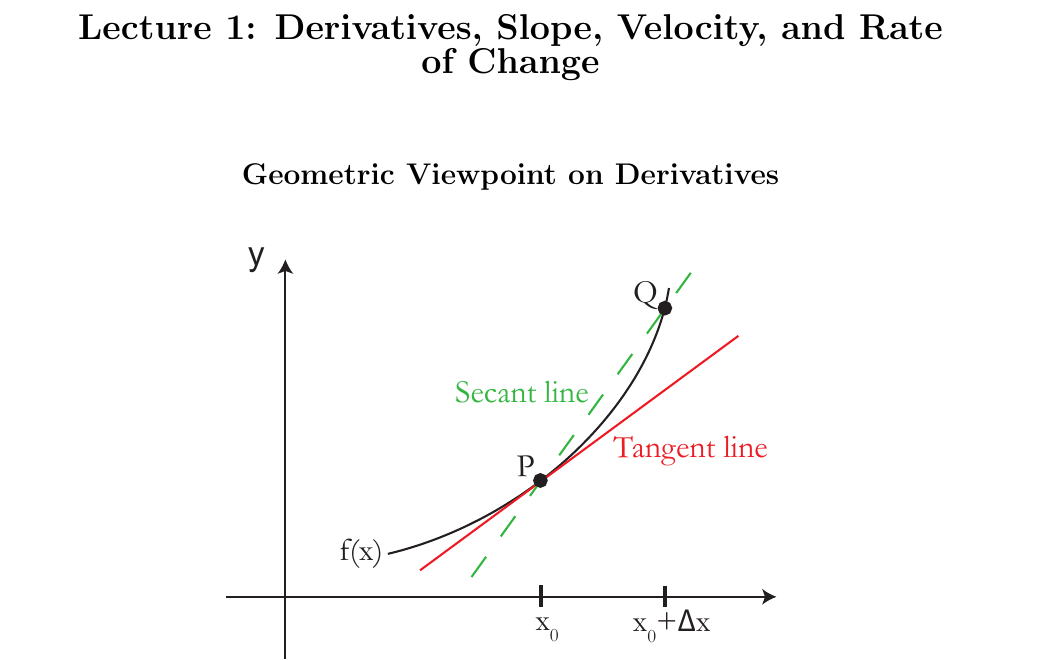 Lecture 1: Derivatives, Slope, Velocity, and Rate
of Change
Geometric Viewpoint on Derivatives
y
Q
Secant line
Tangent line
P
f(x)
x₀
x₀+Δx